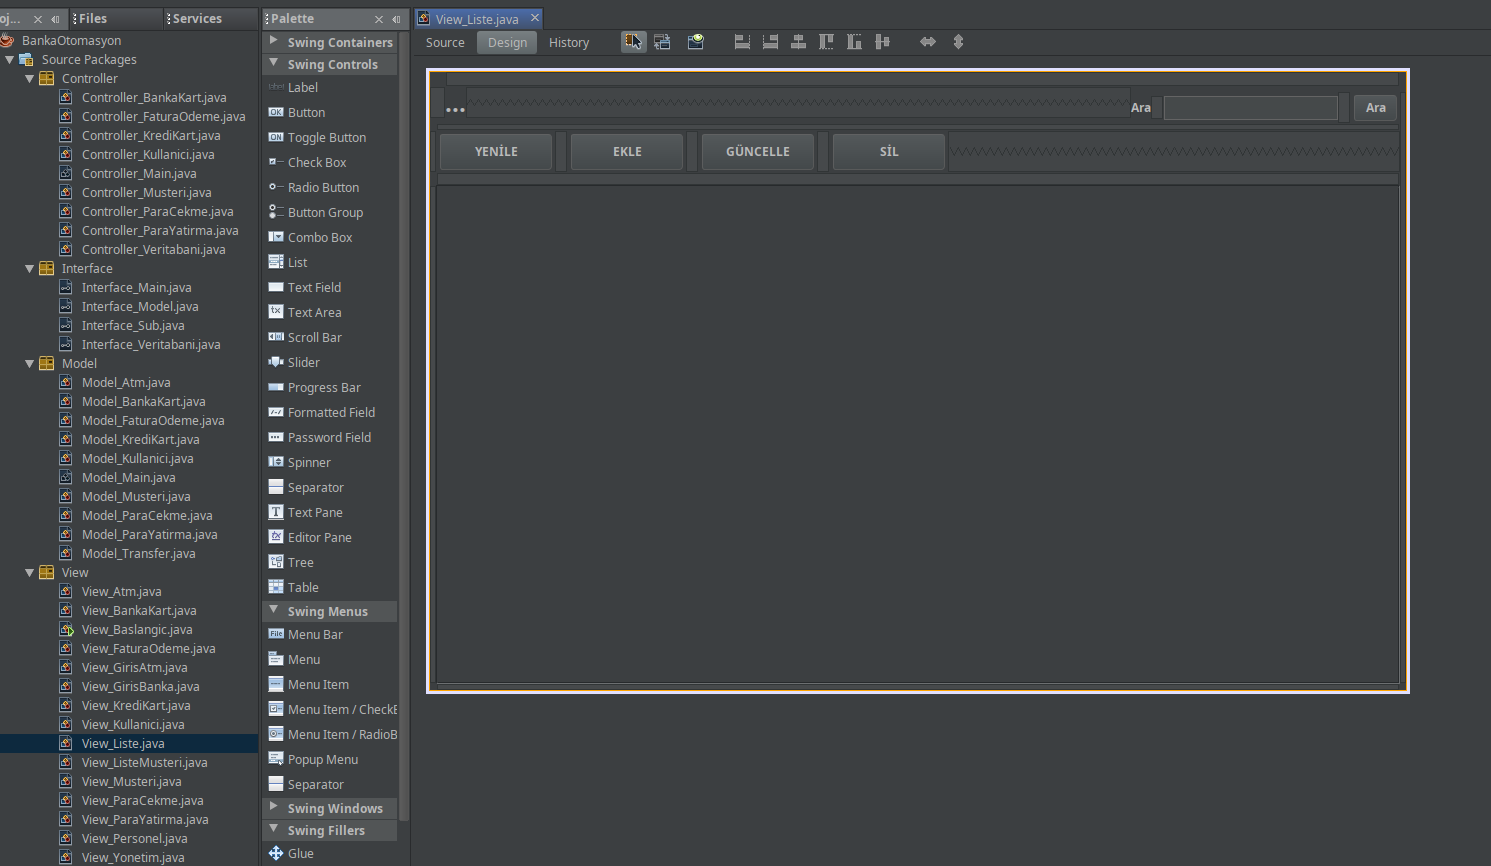 Files
Services
BankaOtomasyon
Source Packages
Controller
Controller_BankaKart.java
Controller_FaturaOdeme.java
Controller_KrediKart.java
Controller_Kullanici.java
Controller_Main.java
Controller_Musteri.java
Controller_ParaCekme.java
Controller_ParaYatirma.java
Controller_Veritabani.java
Interface
Interface_Main.java
Interface_Model.java
Interface_Sub.java
Interface_Veritabani.java
Model
Model_Atm.java
Model_BankaKart.java
Model_FaturaOdeme.java
Model_KrediKart.java
Model_Kullanici.java
Model_Main.java
Model_Musteri.java
Model_ParaCekme.java
Model_ParaYatirma.java
Model_Transfer.java
View
View_Atm.java
View_BankaKart.java
View_Baslangic.java
View_FaturaOdeme.java
View_GirisAtm.java
View_GirisBanka.java
View_KrediKart.java
View_Kullanici.java
View_Liste.java
View_ListeMusteri.java
View_Musteri.java
View_ParaCekme.java
View_ParaYatirma.java
View_Personel.java
View_Yonetim.java
Palette
Swing Containers
Swing Controls
Label
Button
Toggle Button
Check Box
Radio Button
Button Group
Combo Box
List
Text Field
Text Area
Scroll Bar
Slider
Progress Bar
Formatted Field
Password Field
Spinner
Separator
Text Pane
Editor Pane
Tree
Table
Swing Menus
Menu Bar
Menu
Menu Item
Menu Item / CheckB
Menu Item / RadioB
Popup Menu
Separator
Swing Windows
Swing Fillers
Glue
View_Liste.java
Source Design History
... Ara Ara
YENİLE EKLE GÜNCELLE SİL